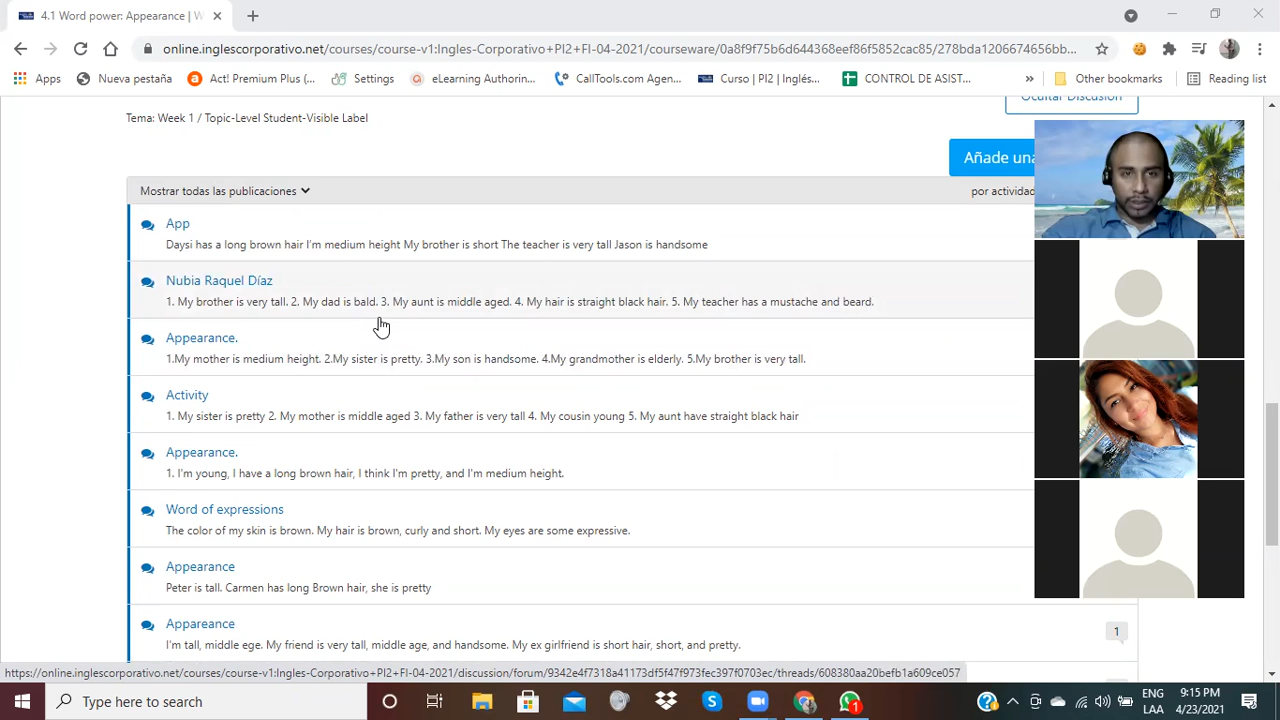 4.1 Word power: Appearance | W
online.inglescorporativo.net/courses/course-v1:Ingles-Corporativo+PI2+FI-04-2021/courseware/0a8f9f75b6d644368eef86f5852cac85/278bda1206674656bb...
Apps Nueva pestaña Act! Premium Plus (... Settings eLearning Authorin... CallTools.com Agen... Curso | PI2 | Inglés... CONTROL DE ASIST... » Other bookmarks Reading list
Ocultar Discusión
Tema: Week 1 / Topic-Level Student-Visible Label
Añade una
Mostrar todas las publicaciones por actividad
App
Daysi has a long brown hair I'm medium height My brother is short The teacher is very tall Jason is handsome
Nubia Raquel Díaz
1. My brother is very tall. 2. My dad is bald. 3. My aunt is middle aged. 4. My hair is straight black hair. 5. My teacher has a mustache and beard.
Appearance.
1.My mother is medium height. 2.My sister is pretty. 3.My son is handsome. 4.My grandmother is elderly. 5.My brother is very tall.
Activity
1. My sister is pretty 2. My mother is middle aged 3. My father is very tall 4. My cousin young 5. My aunt have straight black hair
Appearance.
1. I'm young, I have a long brown hair, I think I'm pretty, and I'm medium height.
Word of expressions
The color of my skin is brown. My hair is brown, curly and short. My eyes are some expressive.
Appearance
Peter is tall. Carmen has long Brown hair, she is pretty
Appareance
1
I'm tall, middle ege. My friend is very tall, middle age, and handsome. My ex girlfriend is short hair, short, and pretty.
https://online.inglescorporativo.net/courses/course-v1:Ingles-Corporativo+PI2+FI-04-2021/discussion/forum/9342e4f7318a41173df5f47f973fec397f0703ec/threads/608380aa20befb1a609ce057
Type here to search
1
ENG
LAA
9:15 PM
4/23/2021